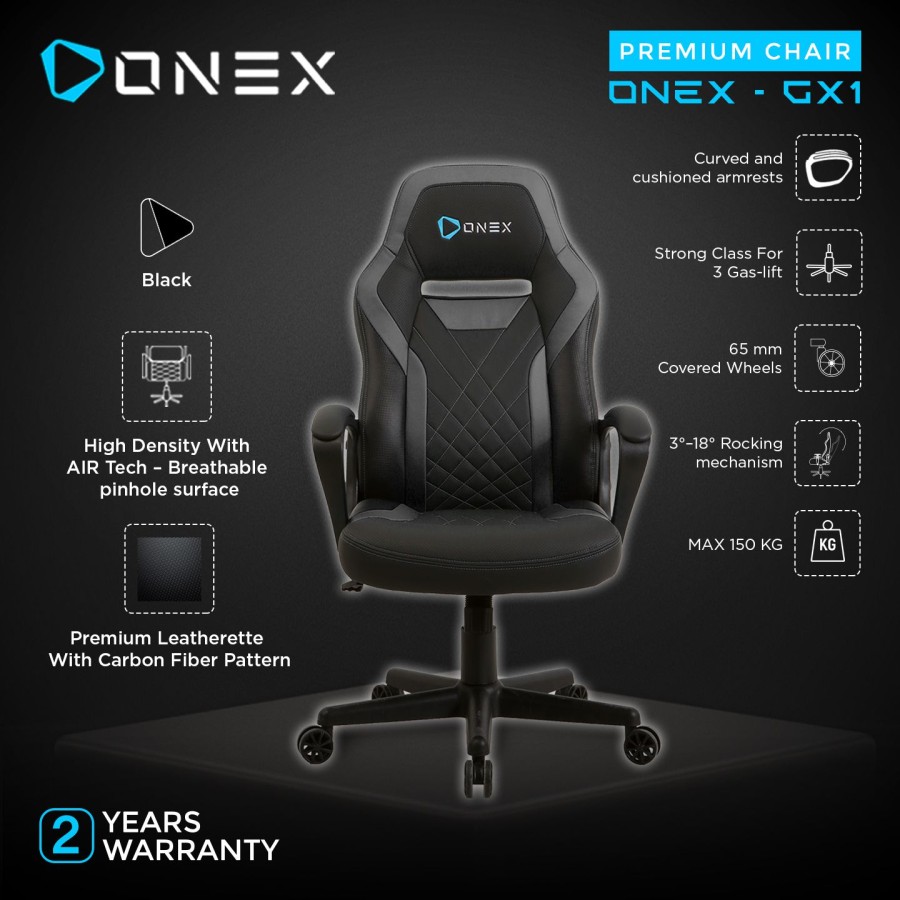 ONEX
PREMIUM CHAIR
ONEX - GX1
Curved and
cushioned armrests
ONEX
Black
Strong Class For
3 Gas-lift
65 mm
Covered Wheels
High Density With
AIR Tech – Breathable
pinhole surface
3°-18° Rocking
mechanism
MAX 150 KG
KG
Premium Leatherette
With Carbon Fiber Pattern
2 YEARS
WARRANTY